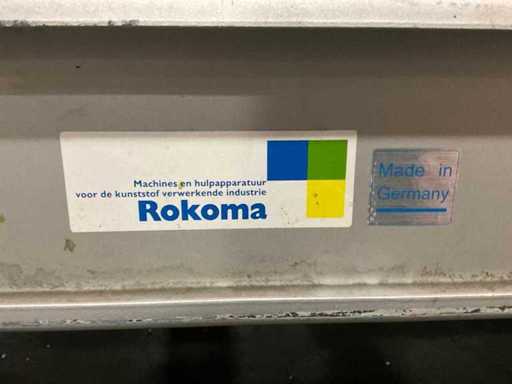 Machines en hulpapparatuur
voor de kunststof verwerkende industrie
Rokoma
Made in
Germany